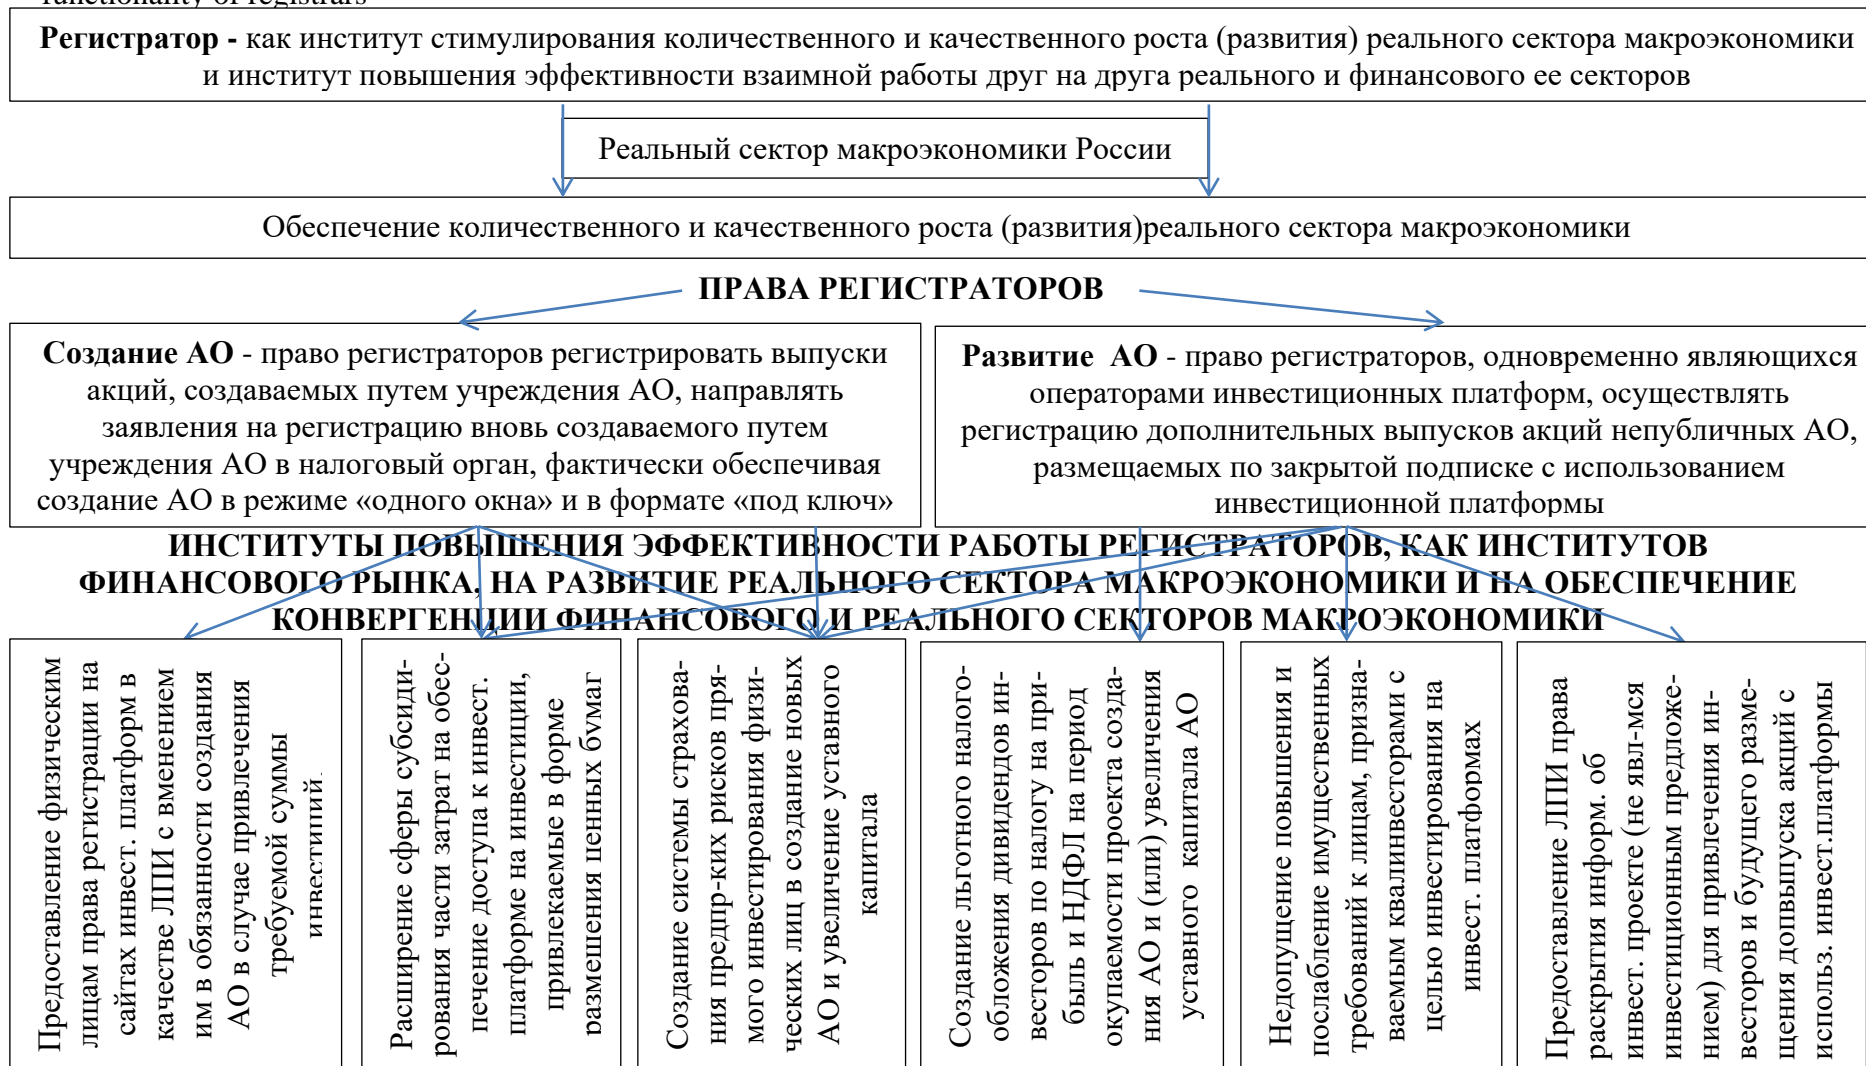 functionality of registrars
Регистратор - как институт стимулирования количественного и качественного роста (развития) реального сектора макроэкономики
и институт повышения эффективности взаимной работы друг на друга реального и финансового ее секторов
Реальный сектор макроэкономики России
Обеспечение количественного и качественного роста (развития)реального сектора макроэкономики
ПРАВА РЕГИСТРАТОРОВ
Создание АО - право регистраторов регистрировать выпуски
акций, создаваемых путем учреждения АО, направлять
заявления на регистрацию вновь создаваемого путем
учреждения АО в налоговый орган, фактически обеспечивая
создание АО в режиме «одного окна» и в формате «под ключ»
Развитие АО - право регистраторов, одновременно являющихся
операторами инвестиционных платформ, осуществлять
регистрацию дополнительных выпусков акций непубличных АО,
размещаемых по закрытой подписке с использованием
инвестиционной платформы
ИНСТИТУТЫ ПОВЫШЕНИЯ ЭФФЕКТИВНОСТИ РАБОТЫ РЕГИСТРАТОРОВ, КАК ИНСТИТУТОВ
ФИНАНСОВОГО РЫНКА, НА РАЗВИТИЕ РЕАЛЬНОГО СЕКТОРА МАКРОЭКОНОМИКИ И НА ОБЕСПЕЧЕНИЕ
КОНВЕРГЕНЦИИ ФИНАНСОВОГО И РЕАЛЬНОГО СЕКТОРОВ МАКРОЭКОНОМИКИ
Предоставление физическим
лицам права регистрации на
сайтах инвест. платформ в
качестве ЛПИ с вменением
им в обязанности создания
АО в случае привлечения
требуемой суммы
инвестиций
Расширение сферы субсиди-
рования части затрат на обес-
печение доступа к инвест.
платформе на инвестиции,
привлекаемые в форме
размещения ценных бумаг
Создание системы страхова-
ния предпр-ких рисков пря-
мого инвестирования физи-
ческих лиц в создание новых
АО и увеличение уставного
капитала
Создание льготного налого-
обложения дивидендов ин-
весторов по налогу на при-
быль и НДФЛ на период
окупаемости проекта созда-
ния АО и (или) увеличения
уставного капитала АО
Недопущение повышения и
послабление имущественных
требований к лицам, призна-
ваемым квалинвесторами с
целью инвестирования на
инвест. платформах
Предоставление ЛПИ права
раскрытия информ. об
инвест. проекте (не явл-мся
инвестиционным предложе-
нием) для привлечения ин-
весторов и будущего разме-
щения допвыпуска акций с
использ. инвест.платформы